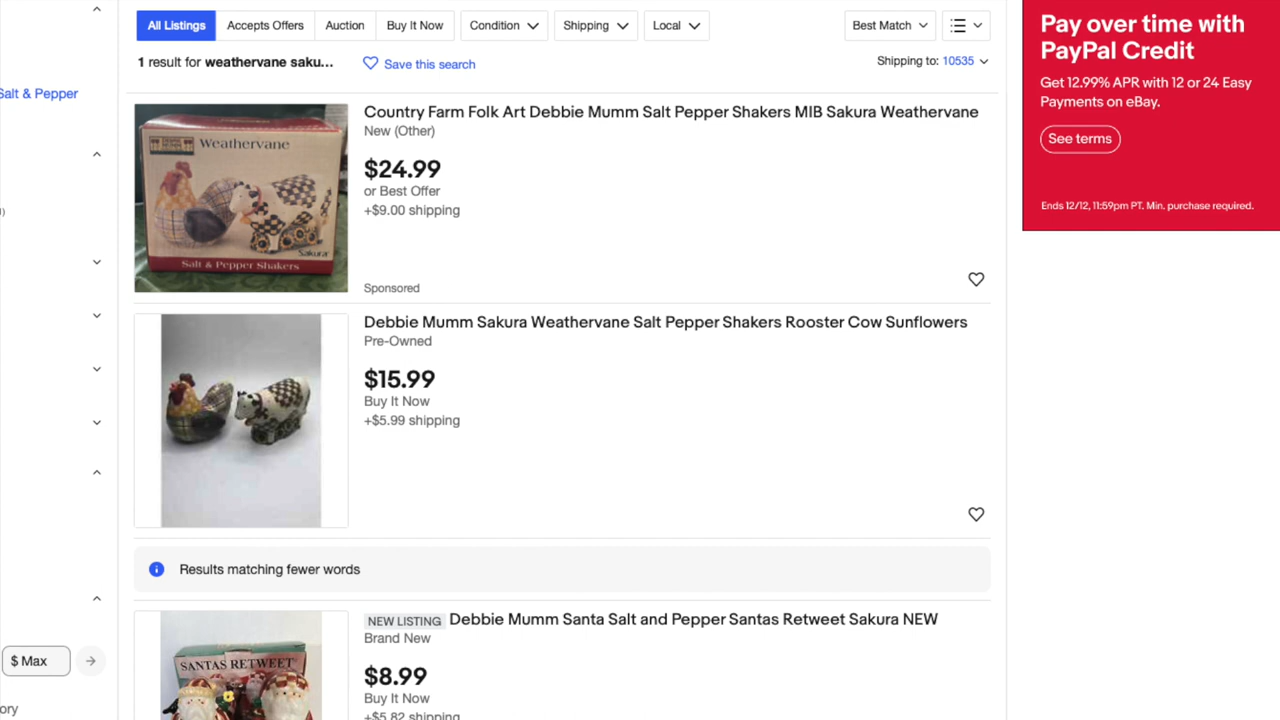 All Listings
Accepts Offers
Auction
Buy It Now
Condition
Shipping
Local
Best Match
1 result for weathervane saku...
Save this search
Shipping to: 10535
Salt & Pepper
Country Farm Folk Art Debbie Mumm Salt Pepper Shakers MIB Sakura Weathervane
New (Other)
$24.99
or Best Offer
+$9.00 shipping
Sponsored
Weathervane
Sakura
Salt & Pepper Shakers
Debbie Mumm Sakura Weathervane Salt Pepper Shakers Rooster Cow Sunflowers
Pre-Owned
$15.99
Buy It Now
+$5.99 shipping
Results matching fewer words
NEW LISTING Debbie Mumm Santa Salt and Pepper Santas Retweet Sakura NEW
Brand New
$8.99
Buy It Now
+$5.82 shipping
SANTAS RETWEET
$ Max
ory
Pay over time with
PayPal Credit
Get 12.99% APR with 12 or 24 Easy
Payments on eBay.
See terms
Ends 12/12, 11:59pm PT. Min. purchase required.